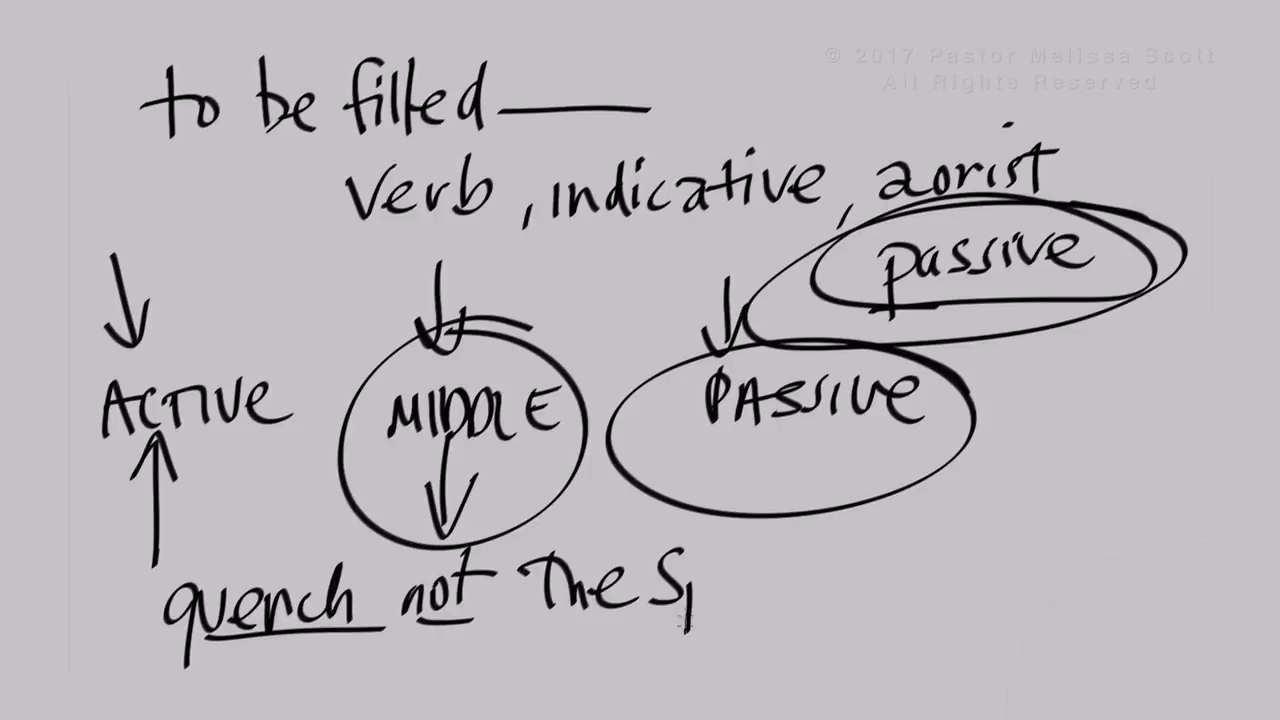 © 2017 Pastor Melissa Scott
All Rights Reserved
to be filled
verb, indicative, aorist
passive
ACTIVE MIDDLE PASSIVE
quench not The S